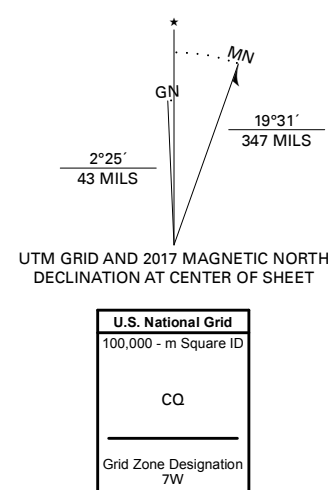 ★
MN
GN
19°31´
347 MILS
2°25´
43 MILS
UTM GRID AND 2017 MAGNETIC NORTH
DECLINATION AT CENTER OF SHEET
U.S. National Grid
100,000 - m Square ID
CQ
Grid Zone Designation
7W